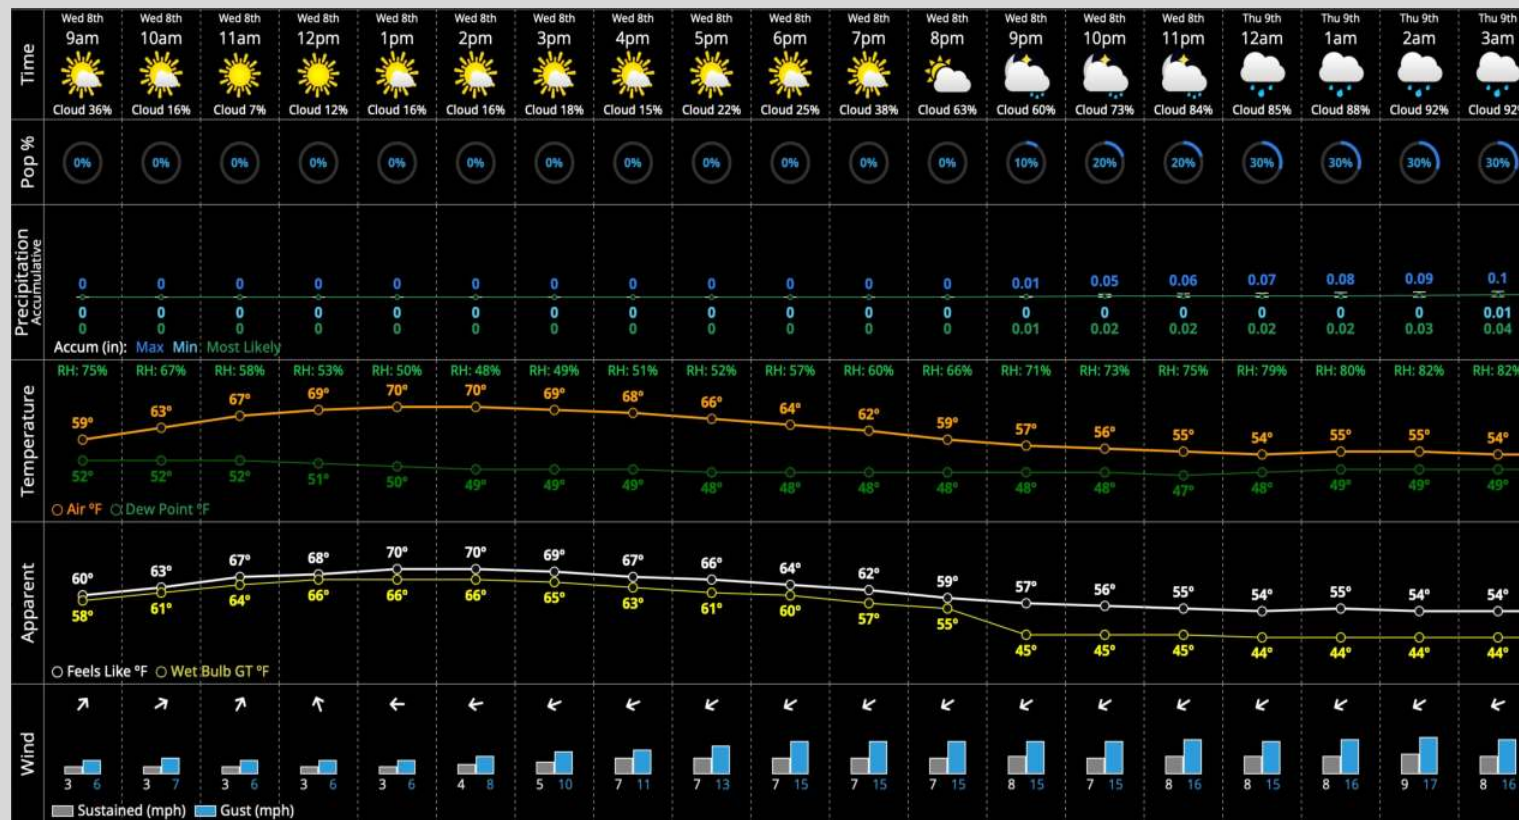 Time
Wed 8th Wed 8th Wed 8th Wed 8th Wed 8th Wed 8th Wed 8th Wed 8th Wed 8th Wed 8th Wed 8th Wed 8th Wed 8th Wed 8th Wed 8th Thu 9th Thu 9th Thu 9th Thu 9th
9am 10am 11am 12pm 1pm 2pm 3pm 4pm 5pm 6pm 7pm 8pm 9pm 10pm 11pm 12am 1am 2am 3am
Cloud 36% Cloud 16% Cloud 7% Cloud 12% Cloud 16% Cloud 16% Cloud 18% Cloud 15% Cloud 22% Cloud 25% Cloud 38% Cloud 63% Cloud 60% Cloud 73% Cloud 84% Cloud 85% Cloud 88% Cloud 92% Cloud 92%
Pop %
0% 0% 0% 0% 0% 0% 0% 0% 0% 0% 0% 0% 10% 20% 20% 30% 30% 30% 30%
Precipitation
Accumulative
0 0 0 0 0 0 0 0 0 0 0 0 0.01 0.05 0.06 0.07 0.08 0.09 0.1
0 0 0 0 0 0 0 0 0 0 0 0 0 0 0 0 0 0 0.01
0 0 0 0 0 0 0 0 0 0 0 0 0.01 0.02 0.02 0.02 0.02 0.03 0.04
Accum (in): Max Min Most Likely
Temperature
RH: 75% RH: 67% RH: 58% RH: 53% RH: 50% RH: 48% RH: 49% RH: 51% RH: 52% RH: 57% RH: 60% RH: 66% RH: 71% RH: 73% RH: 75% RH: 79% RH: 80% RH: 82% RH: 82%
59° 63° 67° 69° 70° 70° 69° 68° 66° 64° 62° 59° 57° 56° 55° 54° 55° 55° 54°
52° 52° 52° 51° 50° 49° 49° 49° 48° 48° 48° 48° 48° 48° 47° 48° 49° 49° 49°
Air °F Dew Point °F
Apparent
60° 63° 67° 68° 70° 70° 69° 67° 66° 64° 62° 59° 57° 56° 55° 54° 55° 54° 54°
58° 61° 64° 66° 66° 66° 65° 63° 61° 60° 57° 55° 45° 45° 45° 44° 44° 44° 44°
Feels Like °F Wet Bulb GT °F
Wind
3 6 3 7 3 6 3 6 3 6 4 8 5 10 7 11 7 13 7 15 7 15 7 15 8 15 7 15 8 16 8 15 8 16 9 17 8 16
Sustained (mph) Gust (mph)